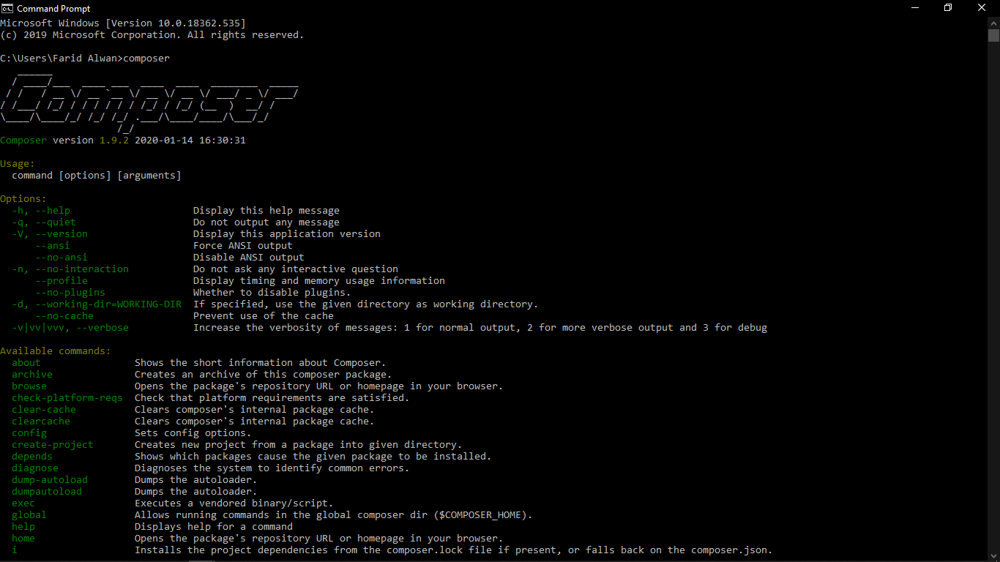 Command Prompt
Microsoft Windows [Version 10.0.18362.535]
(c) 2019 Microsoft Corporation. All rights reserved.
C:\Users\Farid Alwan>composer
   ______
  / ____/___  ____ ___  ____  ____  ________  _____
 / /   / __ \/ __ `__ \/ __ \/ __ \/ ___/ _ \/ ___/
/ /___/ /_/ / / / / / / /_/ / /_/ (__  )  __/ /
\____/\____/_/ /_/ /_/ .___/\____/____/\___/_/
                    /_/
Composer version 1.9.2 2020-01-14 16:30:31
Usage:
  command [options] [arguments]
Options:
  -h, --help                     Display this help message
  -q, --quiet                    Do not output any message
  -V, --version                  Display this application version
      --ansi                     Force ANSI output
      --no-ansi                  Disable ANSI output
  -n, --no-interaction           Do not ask any interactive question
      --profile                  Display timing and memory usage information
      --no-plugins               Whether to disable plugins.
  -d, --working-dir=WORKING-DIR  If specified, use the given directory as working directory.
      --no-cache                 Prevent use of the cache
  -v|vv|vvv, --verbose           Increase the verbosity of messages: 1 for normal output, 2 for more verbose output and 3 for debug
Available commands:
  about                Shows the short information about Composer.
  archive              Creates an archive of this composer package.
  browse               Opens the package's repository URL or homepage in your browser.
  check-platform-reqs  Check that platform requirements are satisfied.
  clear-cache          Clears composer's internal package cache.
  clearcache           Clears composer's internal package cache.
  config               Sets config options.
  create-project       Creates new project from a package into given directory.
  depends              Shows which packages cause the given package to be installed.
  diagnose             Diagnoses the system to identify common errors.
  dump-autoload        Dumps the autoloader.
  dumpautoload         Dumps the autoloader.
  exec                 Executes a vendored binary/script.
  global               Allows running commands in the global composer dir ($COMPOSER_HOME).
  help                 Displays help for a command
  home                 Opens the package's repository URL or homepage in your browser.
  i                    Installs the project dependencies from the composer.lock file if present, or falls back on the composer.json.